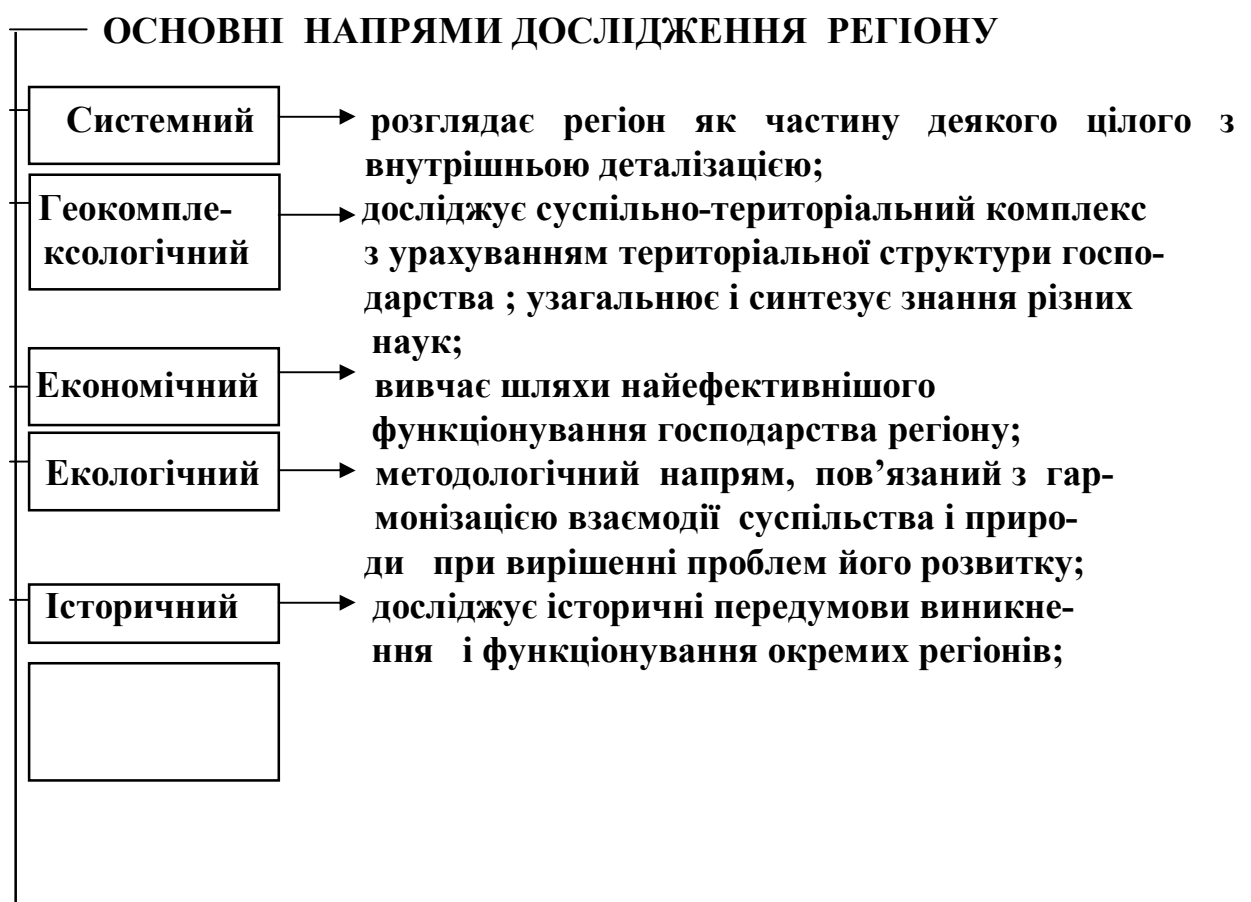 ОСНОВНІ НАПРЯМИ ДОСЛІДЖЕННЯ РЕГІОНУ
Системний
розглядає регіон як частину деякого цілого з
внутрішньою деталізацією;
Геокомпле-
ксологічний
досліджує суспільно-територіальний комплекс
з урахуванням територіальної структури госпо-
дарства ; узагальнює і синтезує знання різних
наук;
Економічний
вивчає шляхи найефективнішого
функціонування господарства регіону;
Екологічний
методологічний напрям, пов’язаний з гар-
монізацією взаємодії суспільства і приро-
ди при вирішенні проблем його розвитку;
Історичний
досліджує історичні передумови виникне-
ння і функціонування окремих регіонів;